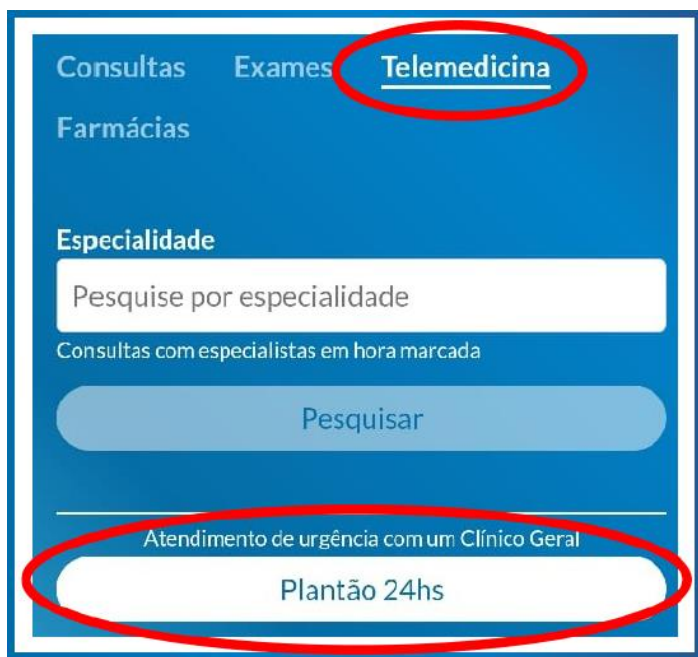 Consultas Exames Telemedicina
Farmácias
Especialidade
Pesquise por especialidade
Consultas com especialistas em hora marcada
Pesquisar
Atendimento de urgência com um Clínico Geral
Plantão 24hs